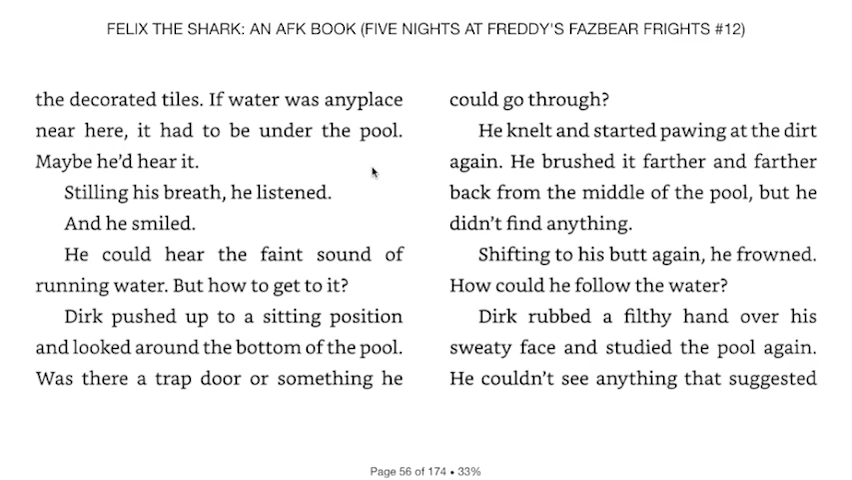 FELIX THE SHARK: AN AFK BOOK (FIVE NIGHTS AT FREDDY'S FAZBEAR FRIGHTS #12)
the decorated tiles. If water was anyplace
near here, it had to be under the pool.
Maybe he’d hear it.
Stilling his breath, he listened.
And he smiled.
He could hear the faint sound of
running water. But how to get to it?
Dirk pushed up to a sitting position
and looked around the bottom of the pool.
Was there a trap door or something he
could go through?
He knelt and started pawing at the dirt
again. He brushed it farther and farther
back from the middle of the pool, but he
didn’t find anything.
Shifting to his butt again, he frowned.
How could he follow the water?
Dirk rubbed a filthy hand over his
sweaty face and studied the pool again.
He couldn’t see anything that suggested
Page 56 of 174 • 33%